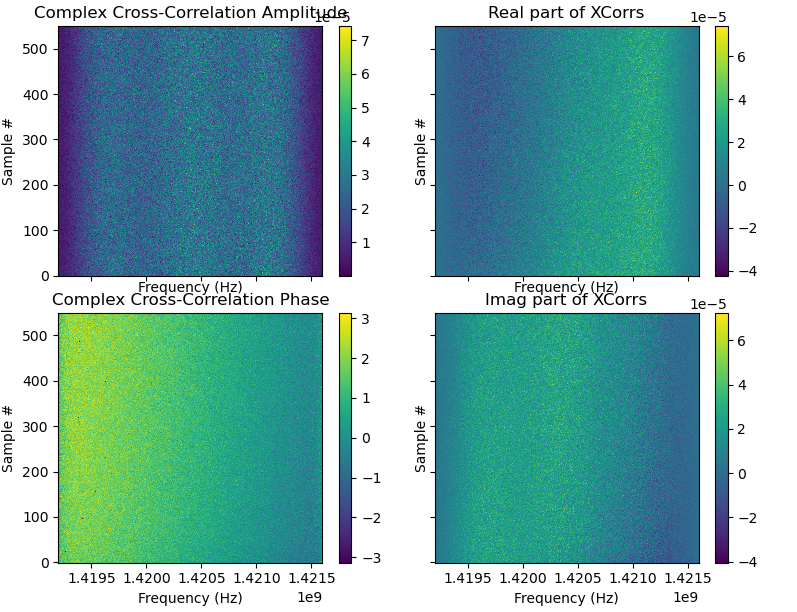 Complex Cross-Correlation Amplitude
1e−5
Real part of XCorrs
1e−5
500
400
300
200
100
0
Sample #
7
6
5
4
3
2
1
Sample #
6
4
2
0
−2
−4
Frequency (Hz)
Frequency (Hz)
Complex Cross-Correlation Phase
Imag part of XCorrs
1e−5
500
400
300
200
100
0
Sample #
3
2
1
0
−1
−2
−3
Sample #
6
4
2
0
−2
−4
1.4195 1.4200 1.4205 1.4210 1.4215
Frequency (Hz)
1e9
1.4195 1.4200 1.4205 1.4210 1.4215
Frequency (Hz)
1e9